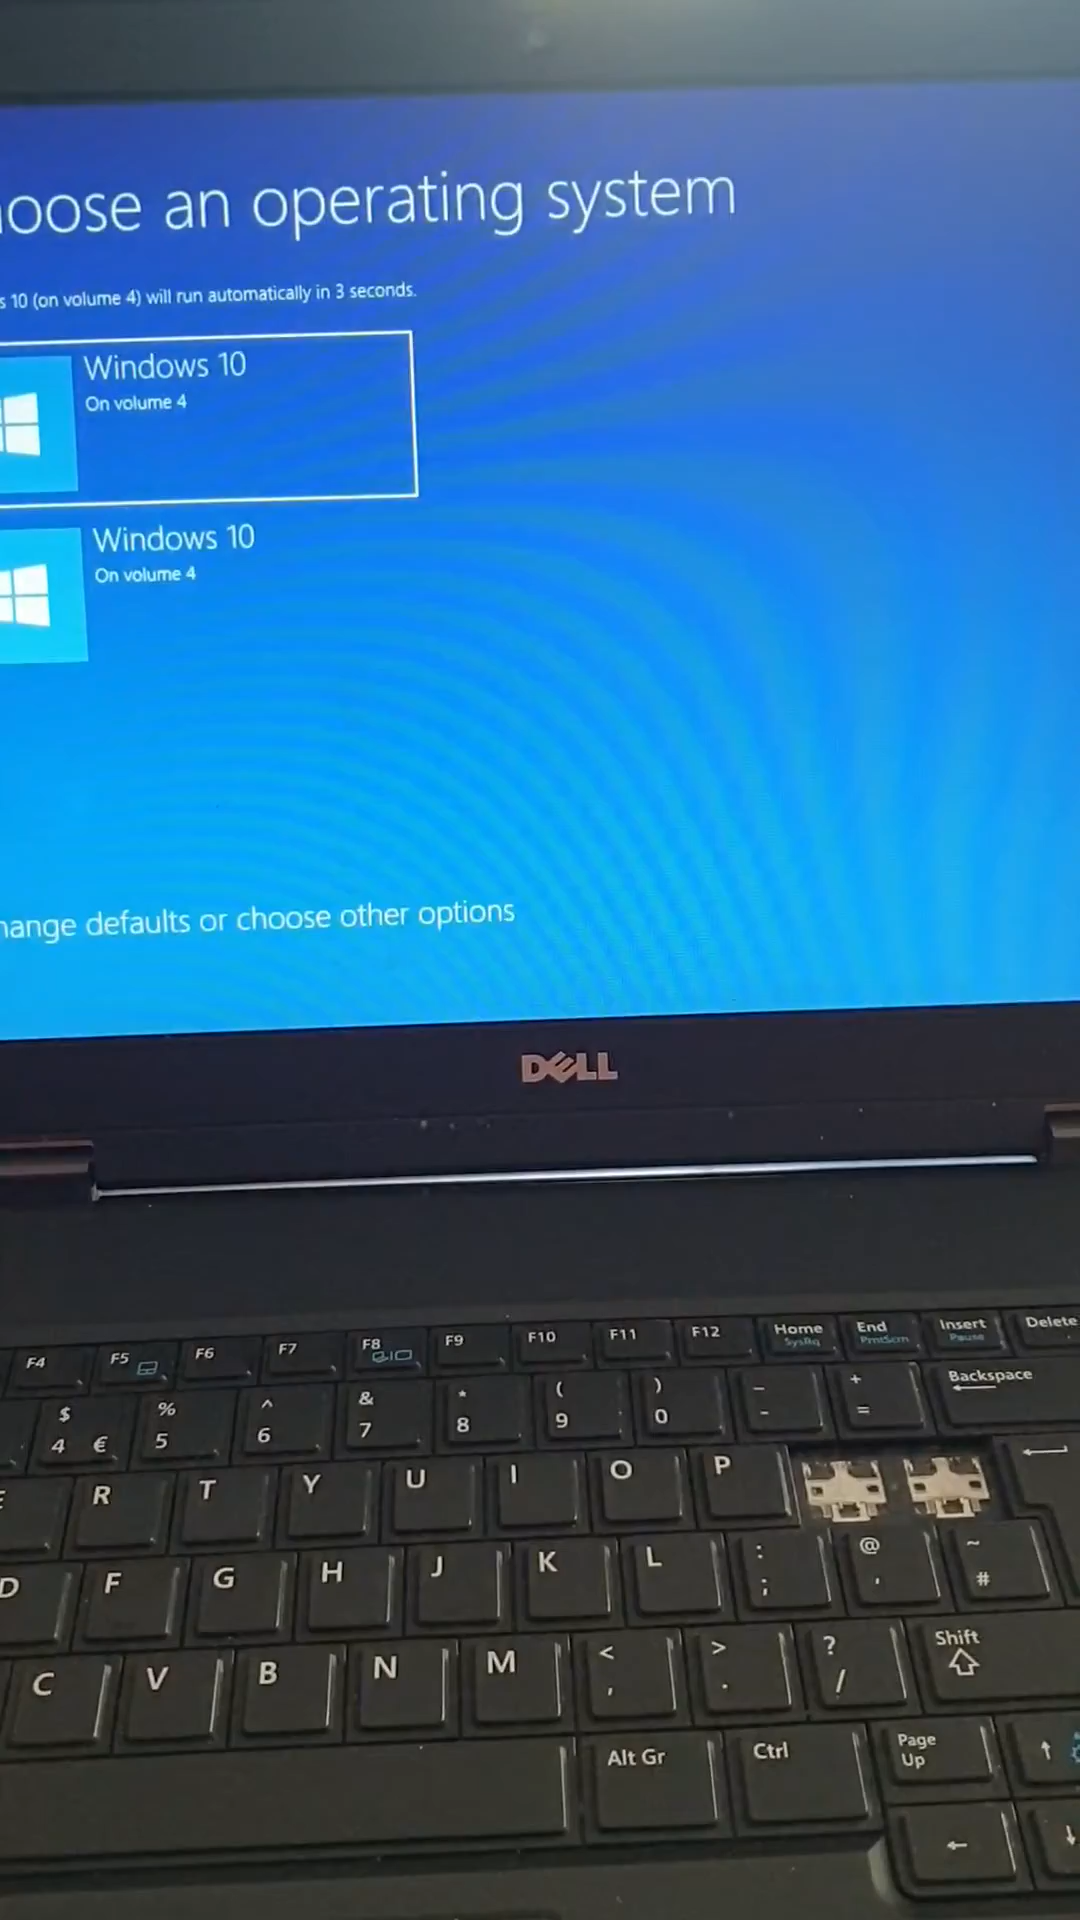 oose an operating system
s 10 (on volume 4) will run automatically in 3 seconds.
Windows 10
On volume 4
Windows 10
On volume 4
hange defaults or choose other options
DELL
F4 F5 F6 F7 F8 F9 F10 F11 F12 Home End Insert Delete
SysRq PrntScrn Pause
$ % ^ & * ( ) _ + Backspace
4 € 5 6 7 8 9 0 - =
E R T Y U I O P
D F G H J K L : @ ~
; ' #
C V B N M < > ? Shift
, . /
Alt Gr Ctrl Page
Up